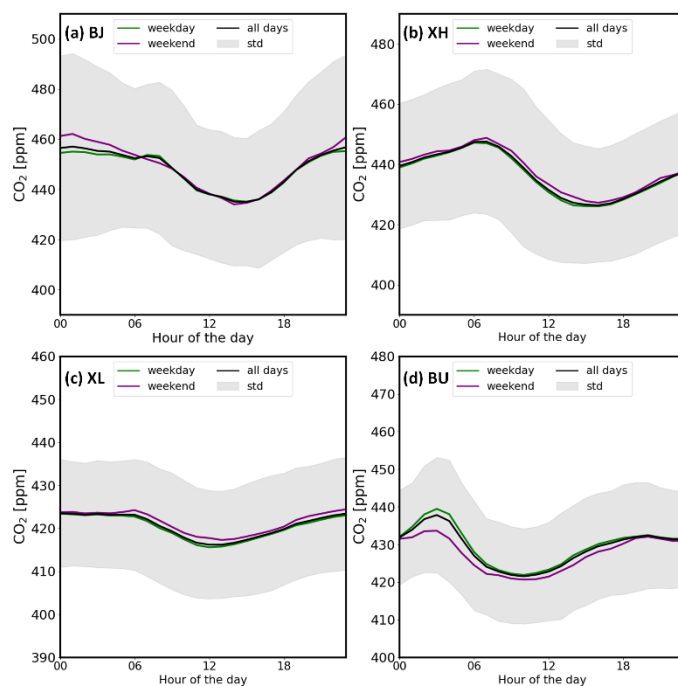 (a) BJ
weekday
all days
weekend
std
CO₂ [ppm]
500
480
460
440
420
400
00
06
12
18
Hour of the day
(b) XH
weekday
all days
weekend
std
CO₂ [ppm]
480
460
440
420
400
00
06
12
18
Hour of the day
(c) XL
weekday
all days
weekend
std
CO₂ [ppm]
460
450
440
430
420
410
400
390
00
06
12
18
Hour of the day
(d) BU
weekday
all days
weekend
std
CO₂ [ppm]
480
470
460
450
440
430
420
410
400
00
06
12
18
Hour of the day